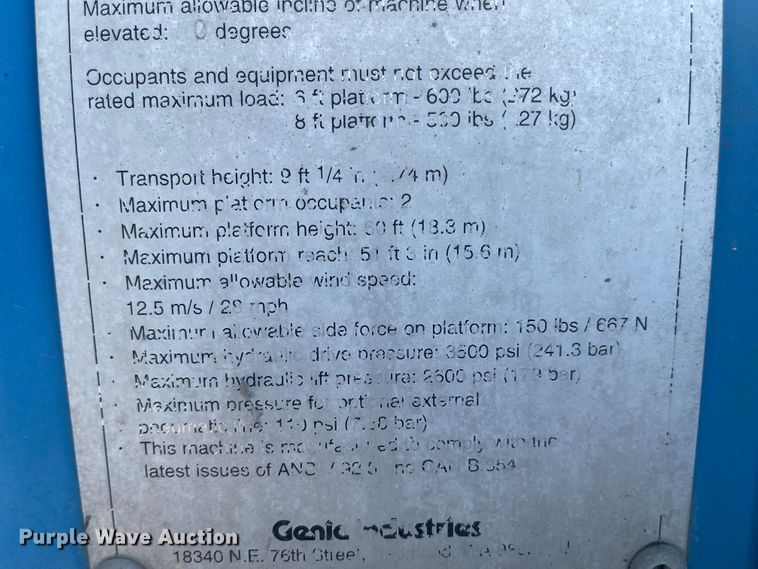 Maximum allowable incline of machine when
elevated: 0 degrees
Occupants and equipment must not exceed the
rated maximum load: 6 ft platform - 600 lbs (272 kg)
8 ft platform - 500 lbs (227 kg)
· Transport height: 9 ft 1/4 in (2.74 m)
· Maximum platform occupants: 2
· Maximum platform height: 60 ft (18.3 m)
· Maximum platform reach: 51 ft 3 in (15.6 m)
· Maximum allowable wind speed:
12.5 m/s / 28 mph
· Maximum allowable side force on platform: 150 lbs / 667 N
· Maximum hydraulic drive pressure: 3500 psi (241.3 bar)
· Maximum hydraulic lift pressure: 2600 psi (179 bar)
· Maximum pressure for optional external
pneumatic line: 110 psi (7.58 bar)
· This machine is manufactured to comply with the
latest issues of
Genie Industries
18340 N.E. 76th Street,
Purple Wave Auction